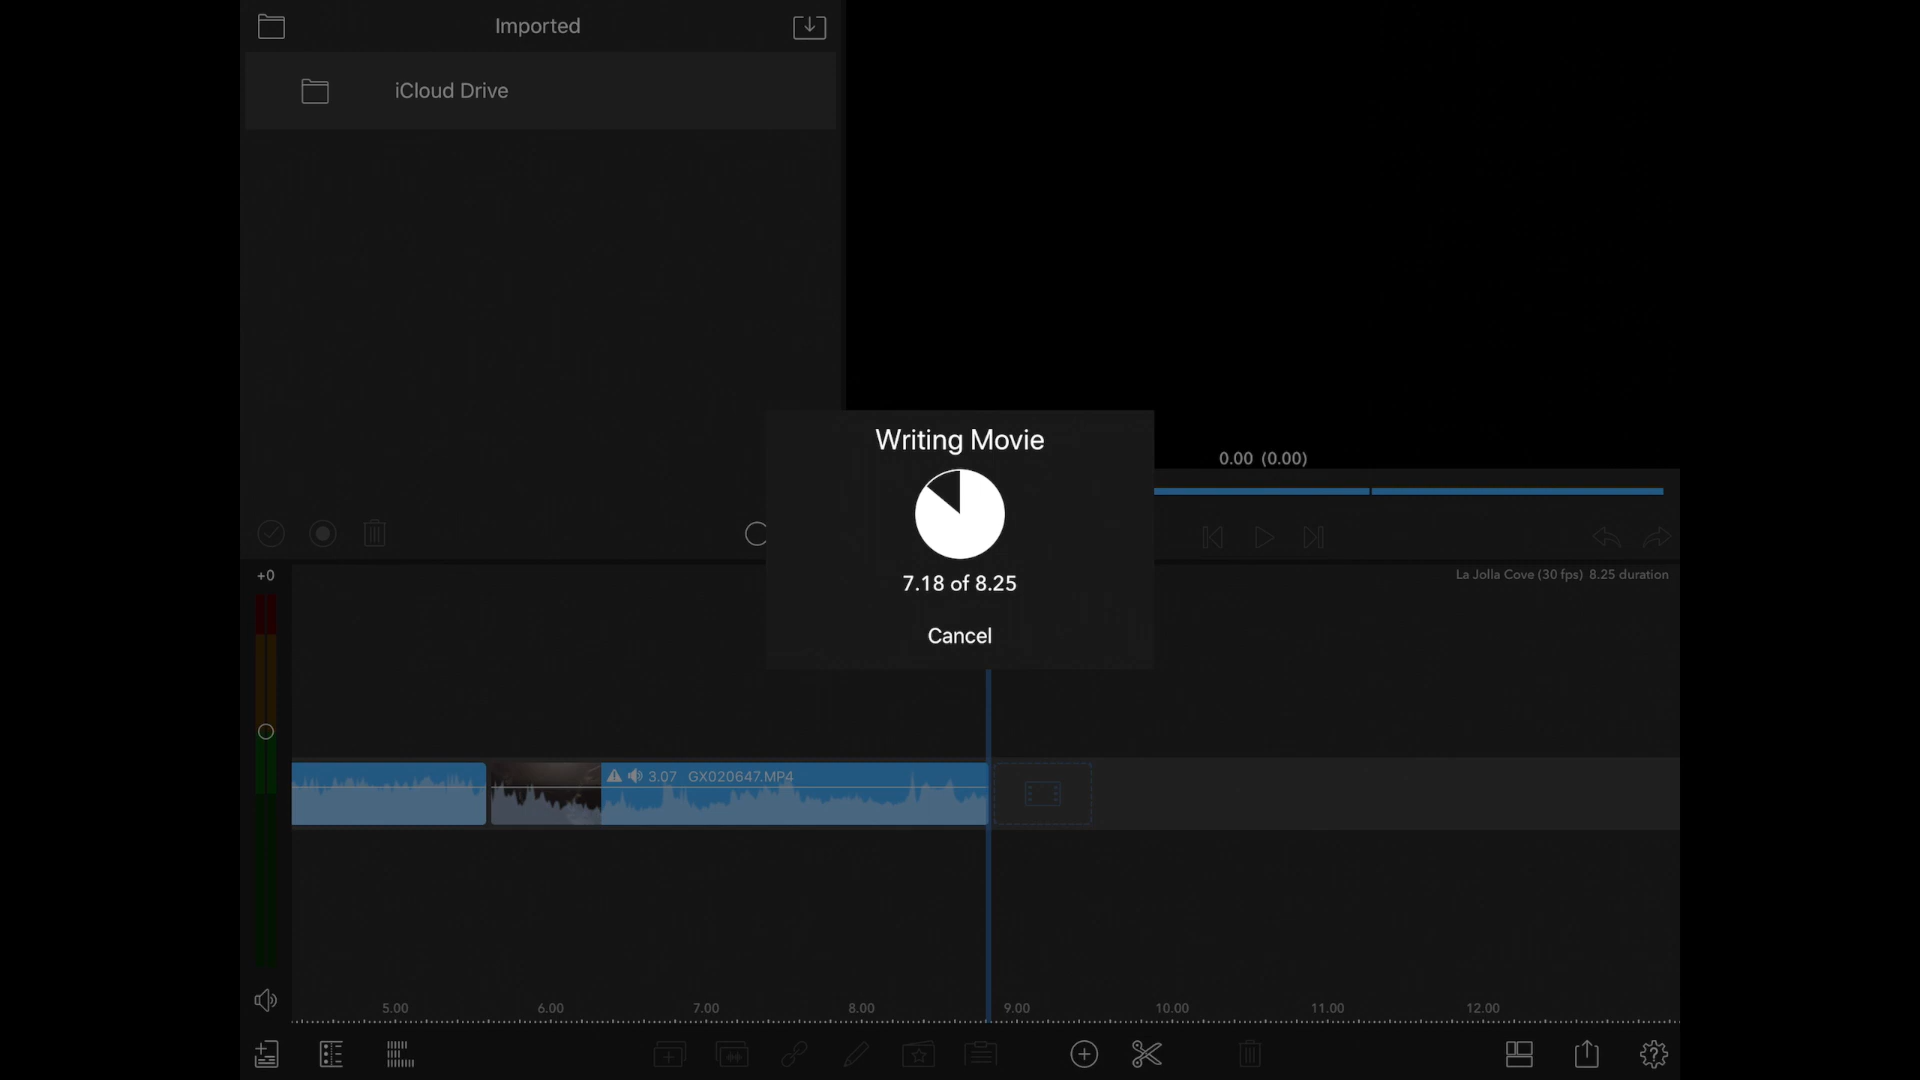 Imported
iCloud Drive
Writing Movie
7.18 of 8.25
Cancel
0.00 (0.00)
+0
La Jolla Cove (30 fps) 8.25 duration
3.07 GX020647.MP4
5.00 6.00 7.00 8.00 9.00 10.00 11.00 12.00